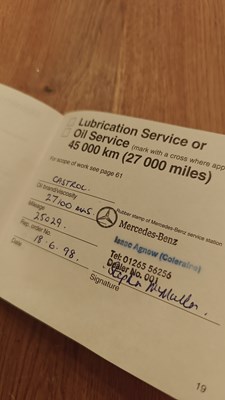 Lubrication Service or
Oil Service (mark with a cross where app
45 000 km (27 000 miles)
For scope of work see page 61
CASTROL.
Oil brand/viscosity
27100 mls.
Mileage
25029.
Rep. order No.
18.6.98.
Date
Rubber stamp of Mercedes-Benz service station
Mercedes-Benz
Isaac Agnew (Coleraine)
Tel: 01265 56256
Dealer No. 001
Stephen McMullan.
Signature
19